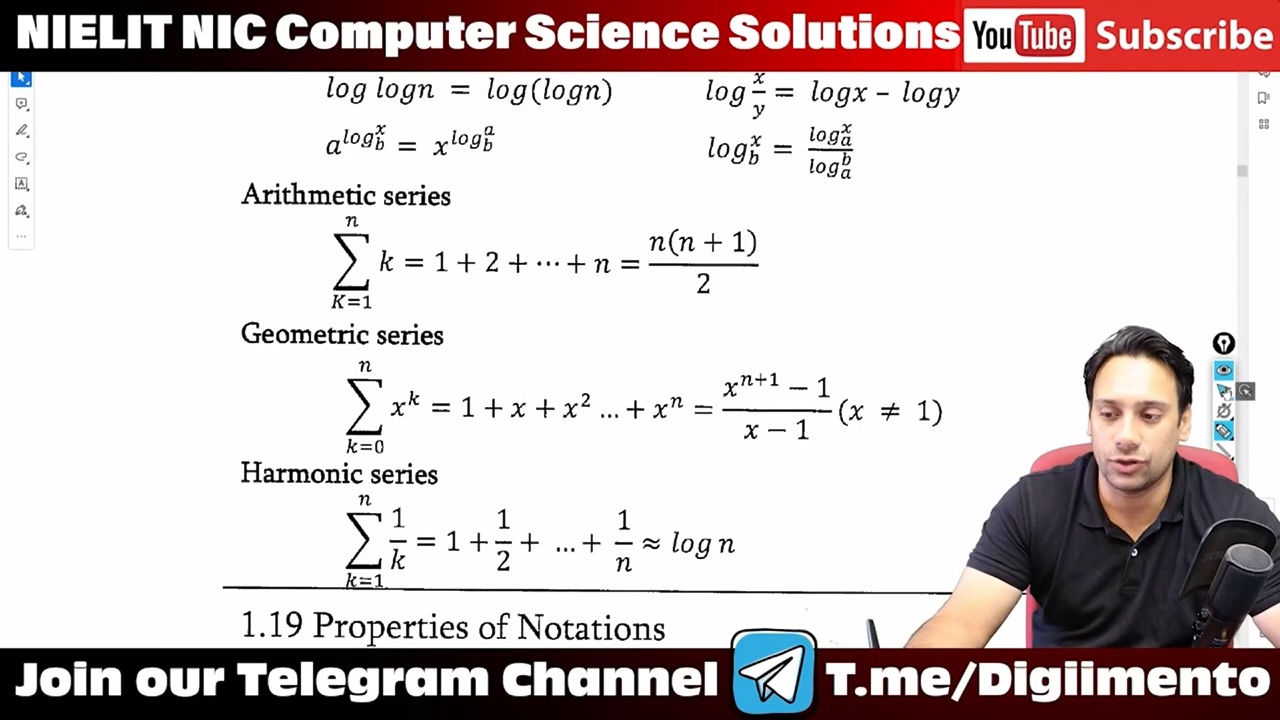 NIELIT NIC Computer Science Solutions YouTube Subscribe
log logn = log(logn) log x/y = logx – logy
a^(log_b^x) = x^(log_b^a) log_b^x = log_a^x / log_a^b
Arithmetic series
∑_{K=1}^{n} k = 1 + 2 + ⋯ + n = n(n + 1)/2
Geometric series
∑_{k=0}^{n} x^k = 1 + x + x^2 ... + x^n = (x^{n+1} − 1)/(x − 1) (x ≠ 1)
Harmonic series
∑_{k=1}^{n} 1/k = 1 + 1/2 + ... + 1/n ≈ log n
1.19 Properties of Notations
Join our Telegram Channel T.me/Digiimento